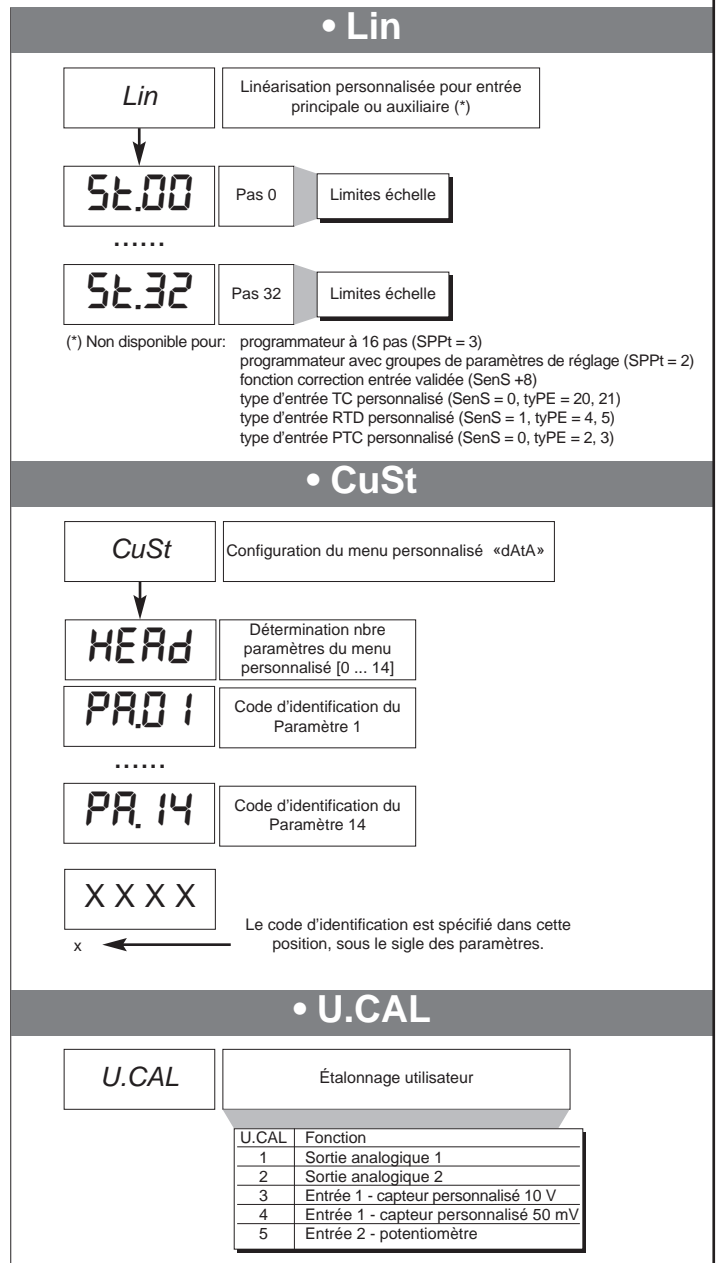 • Lin
Lin
Linéarisation personnalisée pour entrée
principale ou auxiliaire (*)
St.00
Pas 0
Limites échelle
......
St.32
Pas 32
Limites échelle
(*) Non disponible pour: programmateur à 16 pas (SPPt = 3)
programmateur avec groupes de paramètres de réglage (SPPt = 2)
fonction correction entrée validée (SenS +8)
type d'entrée TC personnalisé (SenS = 0, tyPE = 20, 21)
type d'entrée RTD personnalisé (SenS = 1, tyPE = 4, 5)
type d'entrée PTC personnalisé (SenS = 0, tyPE = 2, 3)
• CuSt
CuSt
Configuration du menu personnalisé «dAtA»
HEAd
Détermination nbre
paramètres du menu
personnalisé [0 ... 14]
PA.01
Code d'identification du
Paramètre 1
......
PA.14
Code d'identification du
Paramètre 14
X X X X
x
Le code d'identification est spécifié dans cette
position, sous le sigle des paramètres.
• U.CAL
U.CAL
Étalonnage utilisateur
U.CAL Fonction
1 Sortie analogique 1
2 Sortie analogique 2
3 Entrée 1 - capteur personnalisé 10 V
4 Entrée 1 - capteur personnalisé 50 mV
5 Entrée 2 - potentiomètre